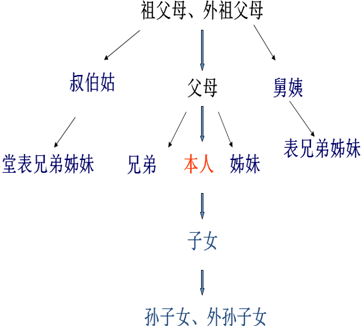 祖父母、外祖父母
叔伯姑
父母
舅姨
堂表兄弟姊妹
兄弟
本人
姊妹
表兄弟姊妹
子女
孙子女、外孙子女